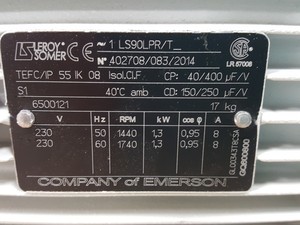 LEROY SOMER
~ 1 LS90LPR/T_
LR 57008
N° 402708/083/2014
TEFC/IP 55 IK 08 Isol.Cl.F CP: 40/400 µF/V
S1 40°C amb CD: 150/250 µF/V
6500121 17 kg
V Hz RPM kW cos φ A
230 50 1440 1,3 0,95 8
230 60 1740 1,3 0,95 8
COMPANY of EMERSON